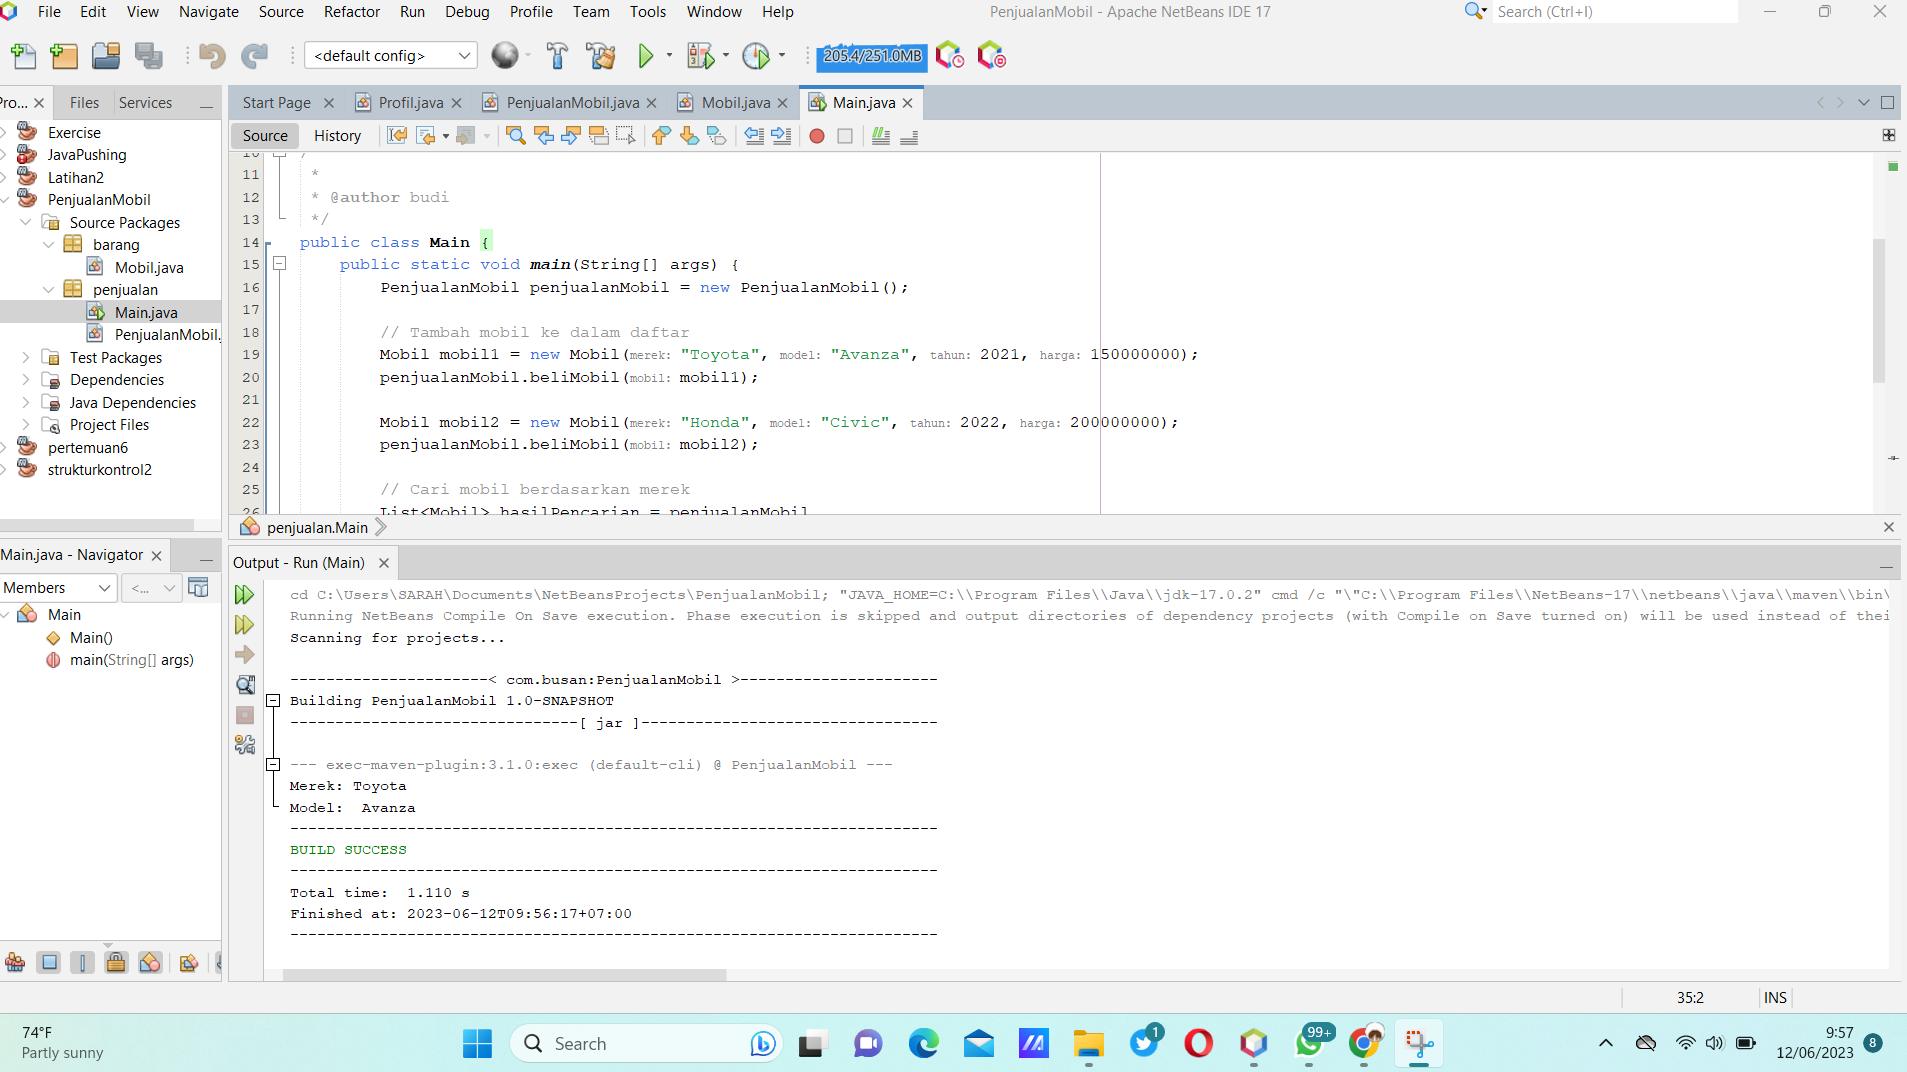 File Edit View Navigate Source Refactor Run Debug Profile Team Tools Window Help
PenjualanMobil - Apache NetBeans IDE 17
Search (Ctrl+I)
<default config>
205.4/251.0MB
Pro...
Files
Services
Start Page
Profil.java
PenjualanMobil.java
Mobil.java
Main.java
Source
History
Exercise
JavaPushing
Latihan2
PenjualanMobil
Source Packages
barang
Mobil.java
penjualan
Main.java
PenjualanMobil.
Test Packages
Dependencies
Java Dependencies
Project Files
pertemuan6
strukturkontrol2
10 /
11 *
12 * @author budi
13 */
14 public class Main {
15 public static void main(String[] args) {
16 PenjualanMobil penjualanMobil = new PenjualanMobil();
17
18 // Tambah mobil ke dalam daftar
19 Mobil mobil1 = new Mobil(merek: "Toyota", model: "Avanza", tahun: 2021, harga: 150000000);
20 penjualanMobil.beliMobil(mobil: mobil1);
21
22 Mobil mobil2 = new Mobil(merek: "Honda", model: "Civic", tahun: 2022, harga: 200000000);
23 penjualanMobil.beliMobil(mobil: mobil2);
24
25 // Cari mobil berdasarkan merek
26 List<Mobil> hasilPencarian = penjualanMobil
penjualan.Main
Main.java - Navigator
Members
<...
Main
Main()
main(String[] args)
Output - Run (Main)
cd C:\Users\SARAH\Documents\NetBeansProjects\PenjualanMobil; "JAVA_HOME=C:\\Program Files\\Java\\jdk-17.0.2" cmd /c "\"C:\\Program Files\\NetBeans-17\\netbeans\\java\\maven\\bin\
Running NetBeans Compile On Save execution. Phase execution is skipped and output directories of dependency projects (with Compile on Save turned on) will be used instead of thei
Scanning for projects...
----------------------< com.busan:PenjualanMobil >----------------------
Building PenjualanMobil 1.0-SNAPSHOT
--------------------------------[ jar ]---------------------------------
--- exec-maven-plugin:3.1.0:exec (default-cli) @ PenjualanMobil ---
Merek: Toyota
Model:  Avanza
------------------------------------------------------------------------
BUILD SUCCESS
------------------------------------------------------------------------
Total time:  1.110 s
Finished at: 2023-06-12T09:56:17+07:00
------------------------------------------------------------------------
35:2
INS
74°F
Partly sunny
Search
1
99+
9:57
12/06/2023
8